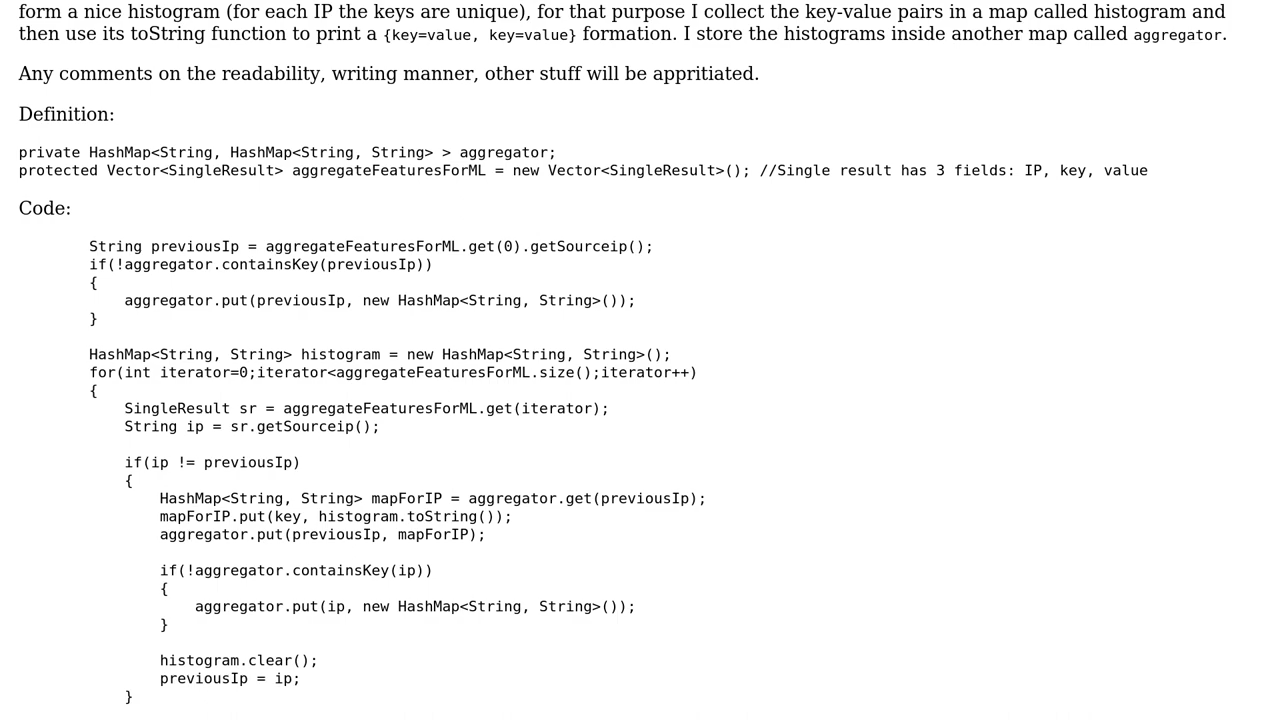 form a nice histogram (for each IP the keys are unique), for that purpose I collect the key-value pairs in a map called histogram and
then use its toString function to print a {key=value, key=value} formation. I store the histograms inside another map called aggregator.
Any comments on the readability, writing manner, other stuff will be appritiated.
Definition:
private HashMap<String, HashMap<String, String> > aggregator;
protected Vector<SingleResult> aggregateFeaturesForML = new Vector<SingleResult>(); //Single result has 3 fields: IP, key, value
Code:
String previousIp = aggregateFeaturesForML.get(0).getSourceip();
if(!aggregator.containsKey(previousIp))
{
aggregator.put(previousIp, new HashMap<String, String>());
}
HashMap<String, String> histogram = new HashMap<String, String>();
for(int iterator=0;iterator<aggregateFeaturesForML.size();iterator++)
{
SingleResult sr = aggregateFeaturesForML.get(iterator);
String ip = sr.getSourceip();
if(ip != previousIp)
{
HashMap<String, String> mapForIP = aggregator.get(previousIp);
mapForIP.put(key, histogram.toString());
aggregator.put(previousIp, mapForIP);
if(!aggregator.containsKey(ip))
{
aggregator.put(ip, new HashMap<String, String>());
}
histogram.clear();
previousIp = ip;
}